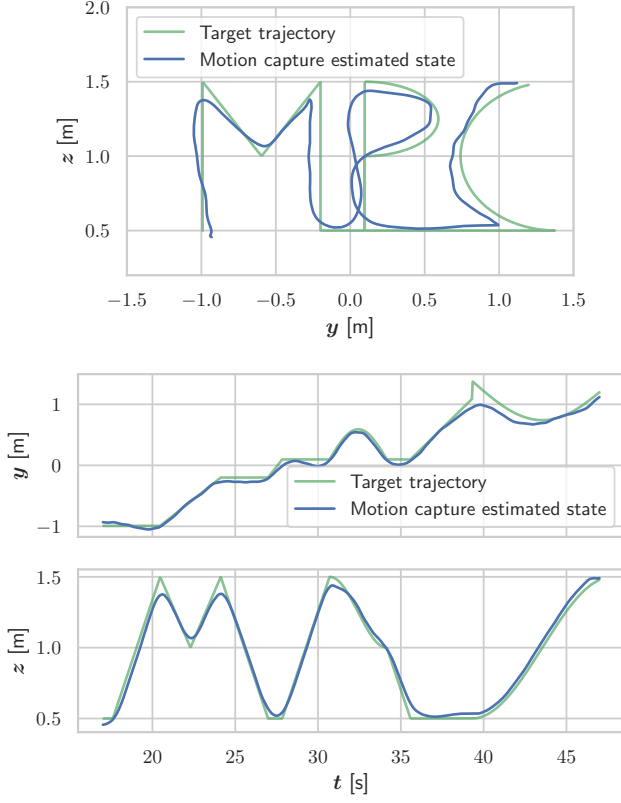 2.0
Target trajectory
Motion capture estimated state
1.5
z [m]
1.0
0.5
−1.5 −1.0 −0.5 0.0 0.5 1.0 1.5
y [m]
1
y [m]
0
Target trajectory
Motion capture estimated state
−1
1.5
z [m]
1.0
0.5
20 25 30 35 40 45
t [s]